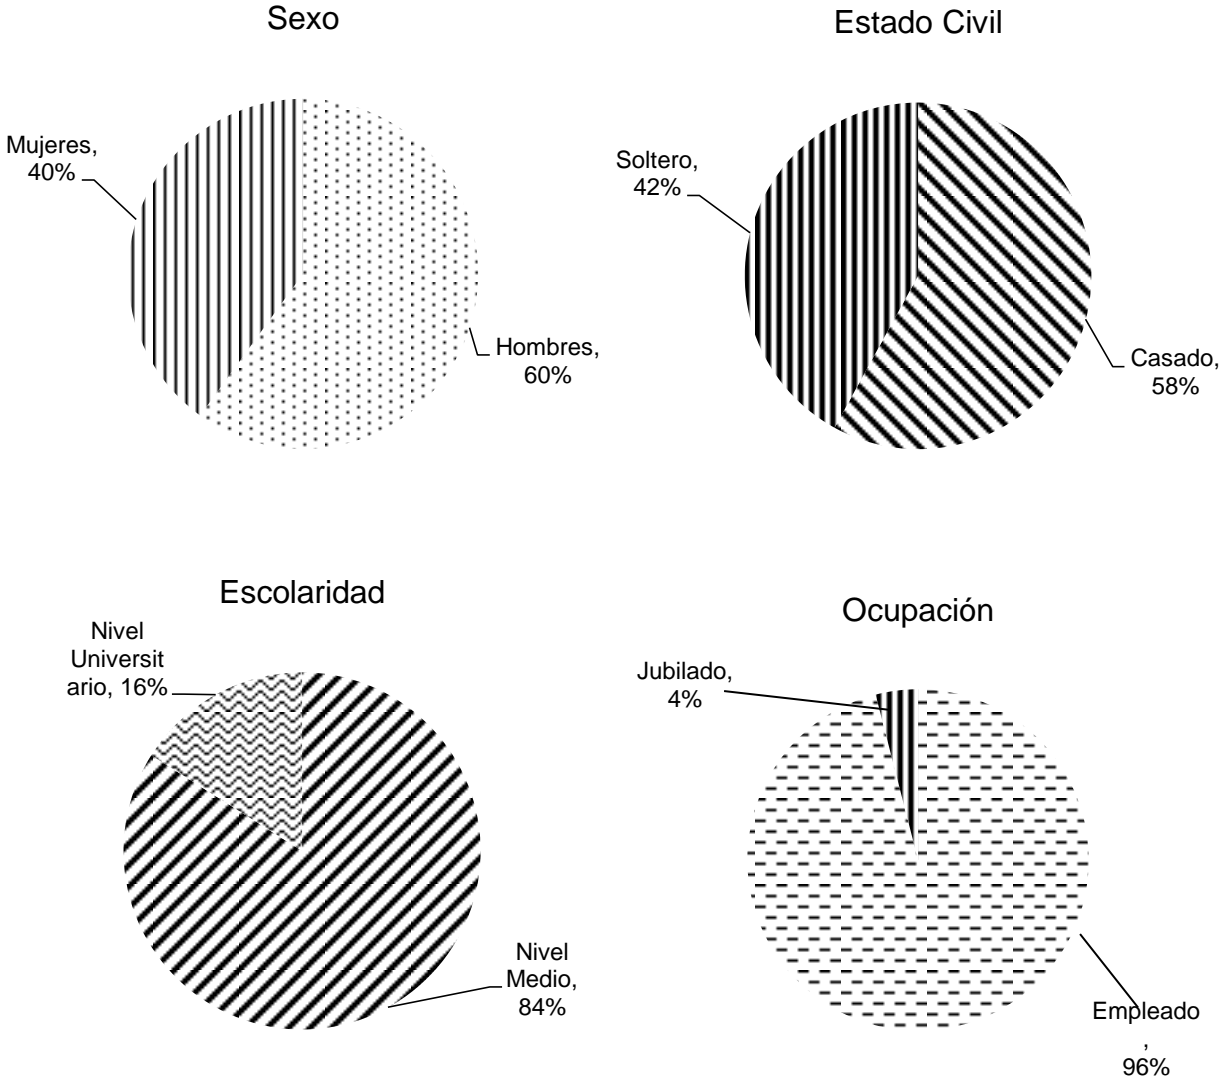 Sexo
Mujeres,
40%
Hombres,
60%
Estado Civil
Soltero,
42%
Casado,
58%
Escolaridad
Nivel
Universit
ario, 16%
Nivel
Medio,
84%
Ocupación
Jubilado,
4%
Empleado
,
96%